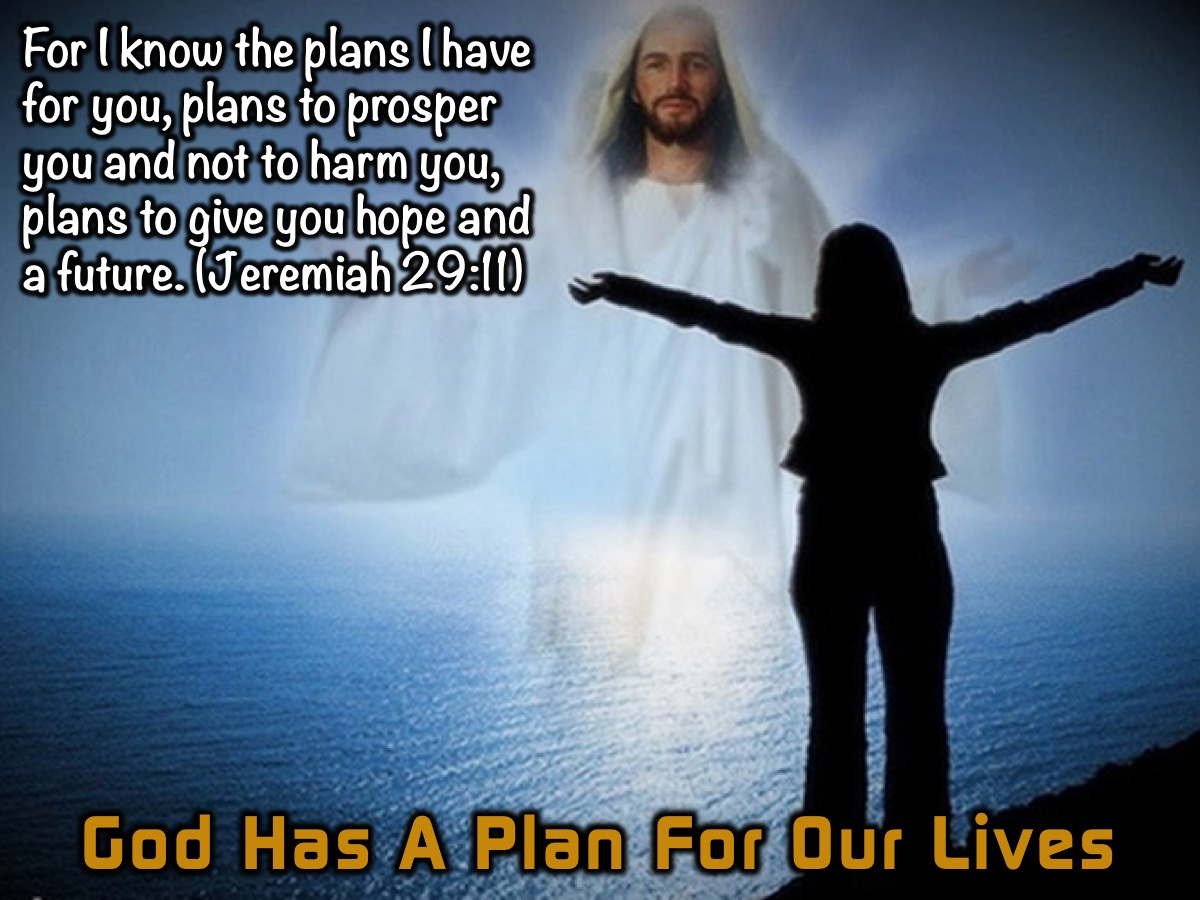 For I know the plans I have
for you, plans to prosper
you and not to harm you,
plans to give you hope and
a future. (Jeremiah 29:11)
God Has A Plan For Our Lives